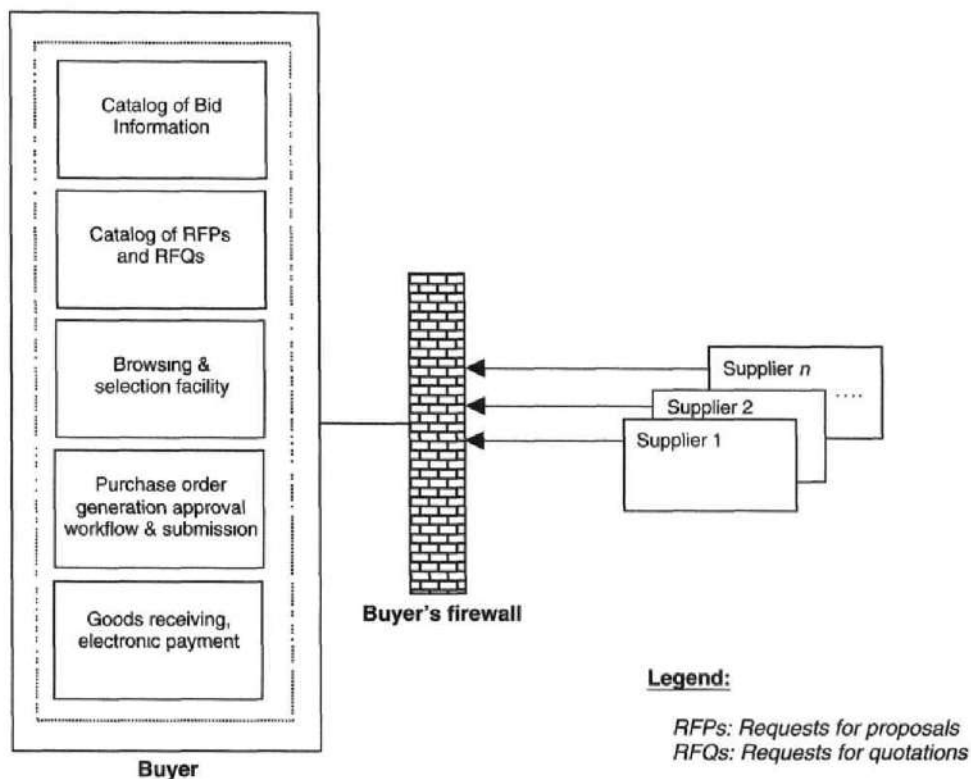 Catalog of Bid
Information
Catalog of RFPs
and RFQs
Browsing &
selection facility
Purchase order
generation approval
workflow & submission
Goods receiving,
electronic payment
Buyer
Buyer's firewall
Supplier n
....
Supplier 2
Supplier 1
Legend:
RFPs: Requests for proposals
RFQs: Requests for quotations